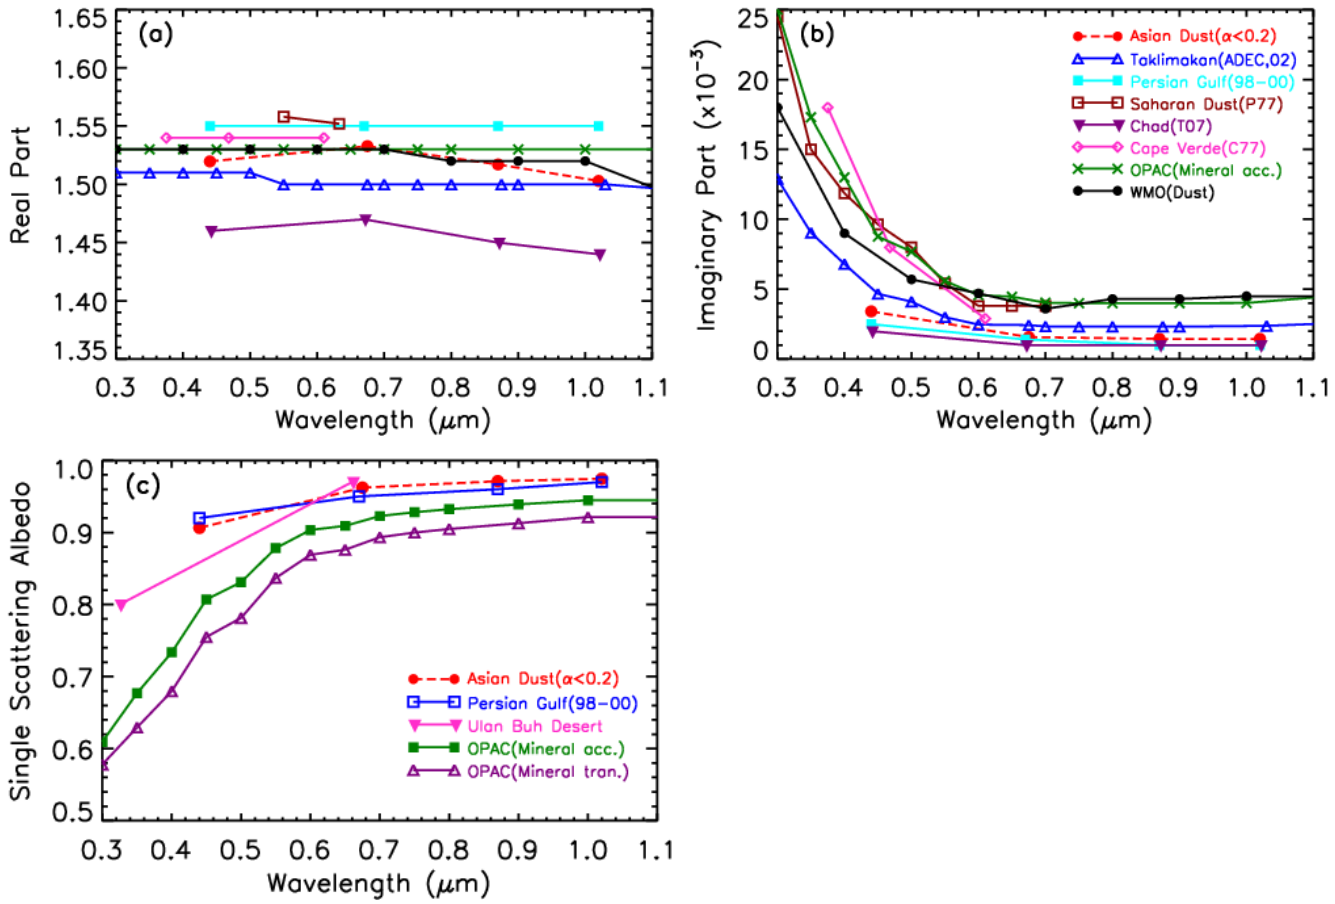 (a)
1.65
1.60
1.55
1.50
1.45
1.40
1.35
Real Part
0.3 0.4 0.5 0.6 0.7 0.8 0.9 1.0 1.1
Wavelength (μm)
(b)
25
20
15
10
5
0
Imaginary Part (×10⁻³)
Asian Dust(α<0.2)
Taklimakan(ADEC,02)
Persian Gulf(98−00)
Saharan Dust(P77)
Chad(T07)
Cape Verde(C77)
OPAC(Mineral acc.)
WMO(Dust)
0.3 0.4 0.5 0.6 0.7 0.8 0.9 1.0 1.1
Wavelength (μm)
(c)
1.0
0.9
0.8
0.7
0.6
0.5
Single Scattering Albedo
Asian Dust(α<0.2)
Persian Gulf(98−00)
Ulan Buh Desert
OPAC(Mineral acc.)
OPAC(Mineral tran.)
0.3 0.4 0.5 0.6 0.7 0.8 0.9 1.0 1.1
Wavelength (μm)